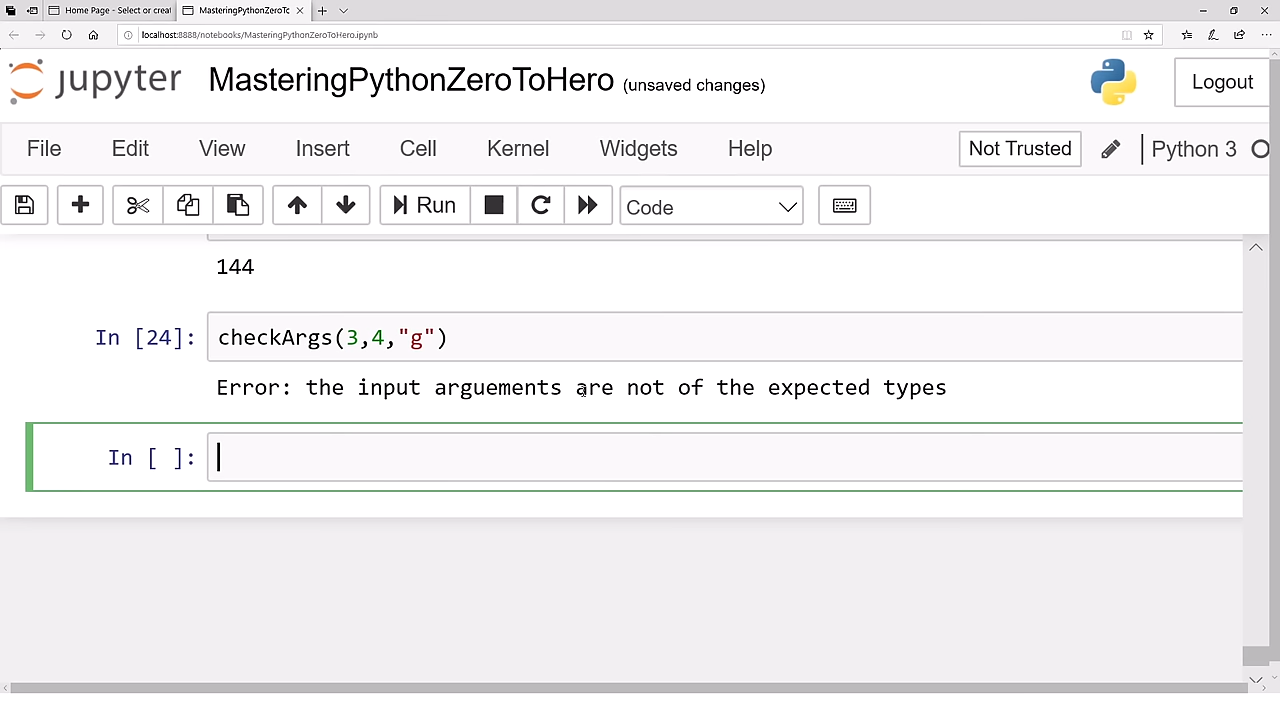 Home Page - Select or creat
MasteringPythonZeroTo
localhost:8888/notebooks/MasteringPythonZeroToHero.ipynb
jupyter MasteringPythonZeroToHero (unsaved changes)
Logout
File Edit View Insert Cell Kernel Widgets Help
Not Trusted Python 3
Run Code
144
In [24]: checkArgs(3,4,"g")
Error: the input arguements are not of the expected types
In [ ]: